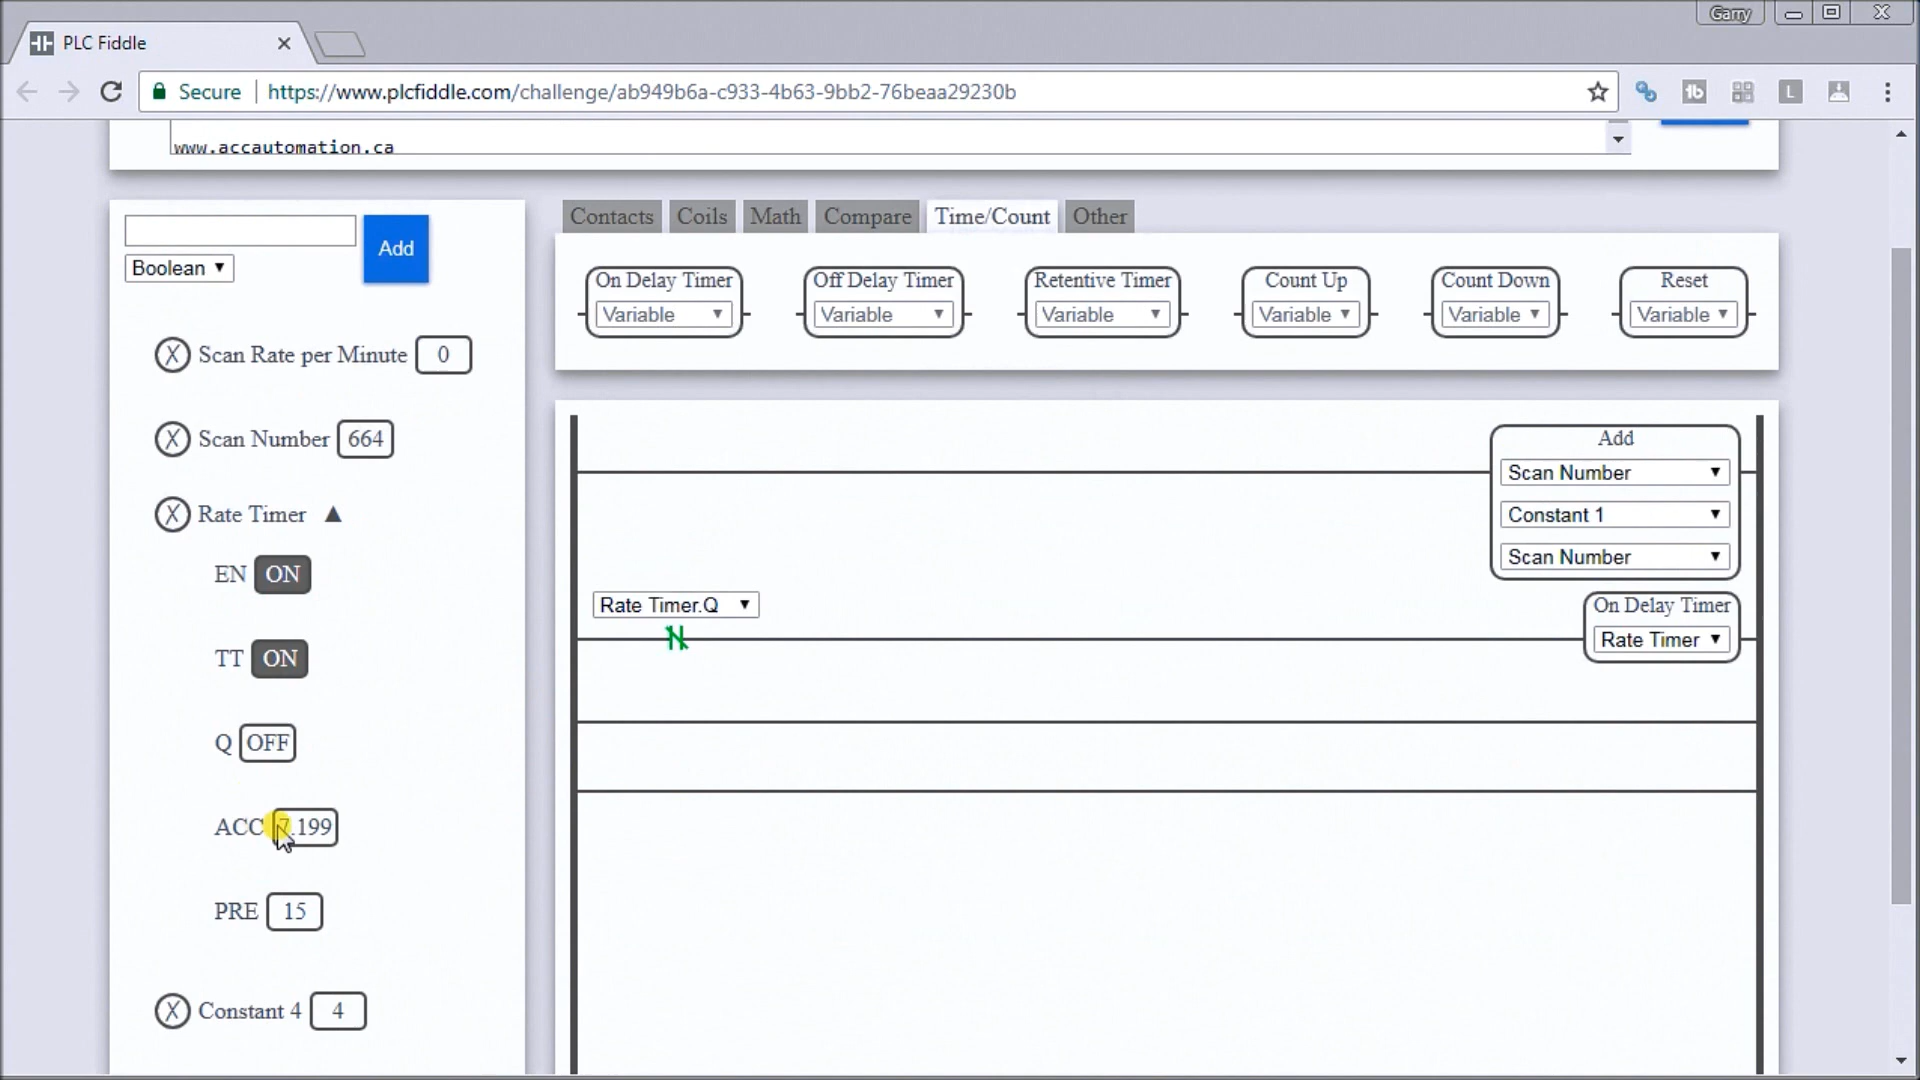 Garry
PLC Fiddle
Secure https://www.plcfiddle.com/challenge/ab949b6a-c933-4b63-9bb2-76beaa29230b
www.accautomation.ca
Add
Boolean
Contacts Coils Math Compare Time/Count Other
On Delay Timer Off Delay Timer Retentive Timer Count Up Count Down Reset
Variable Variable Variable Variable Variable Variable
Scan Rate per Minute 0
Scan Number 664
Rate Timer
EN ON
TT ON
Q OFF
ACC 7.199
PRE 15
Constant 4 4
Add
Scan Number
Constant 1
Scan Number
Rate Timer.Q
On Delay Timer
Rate Timer